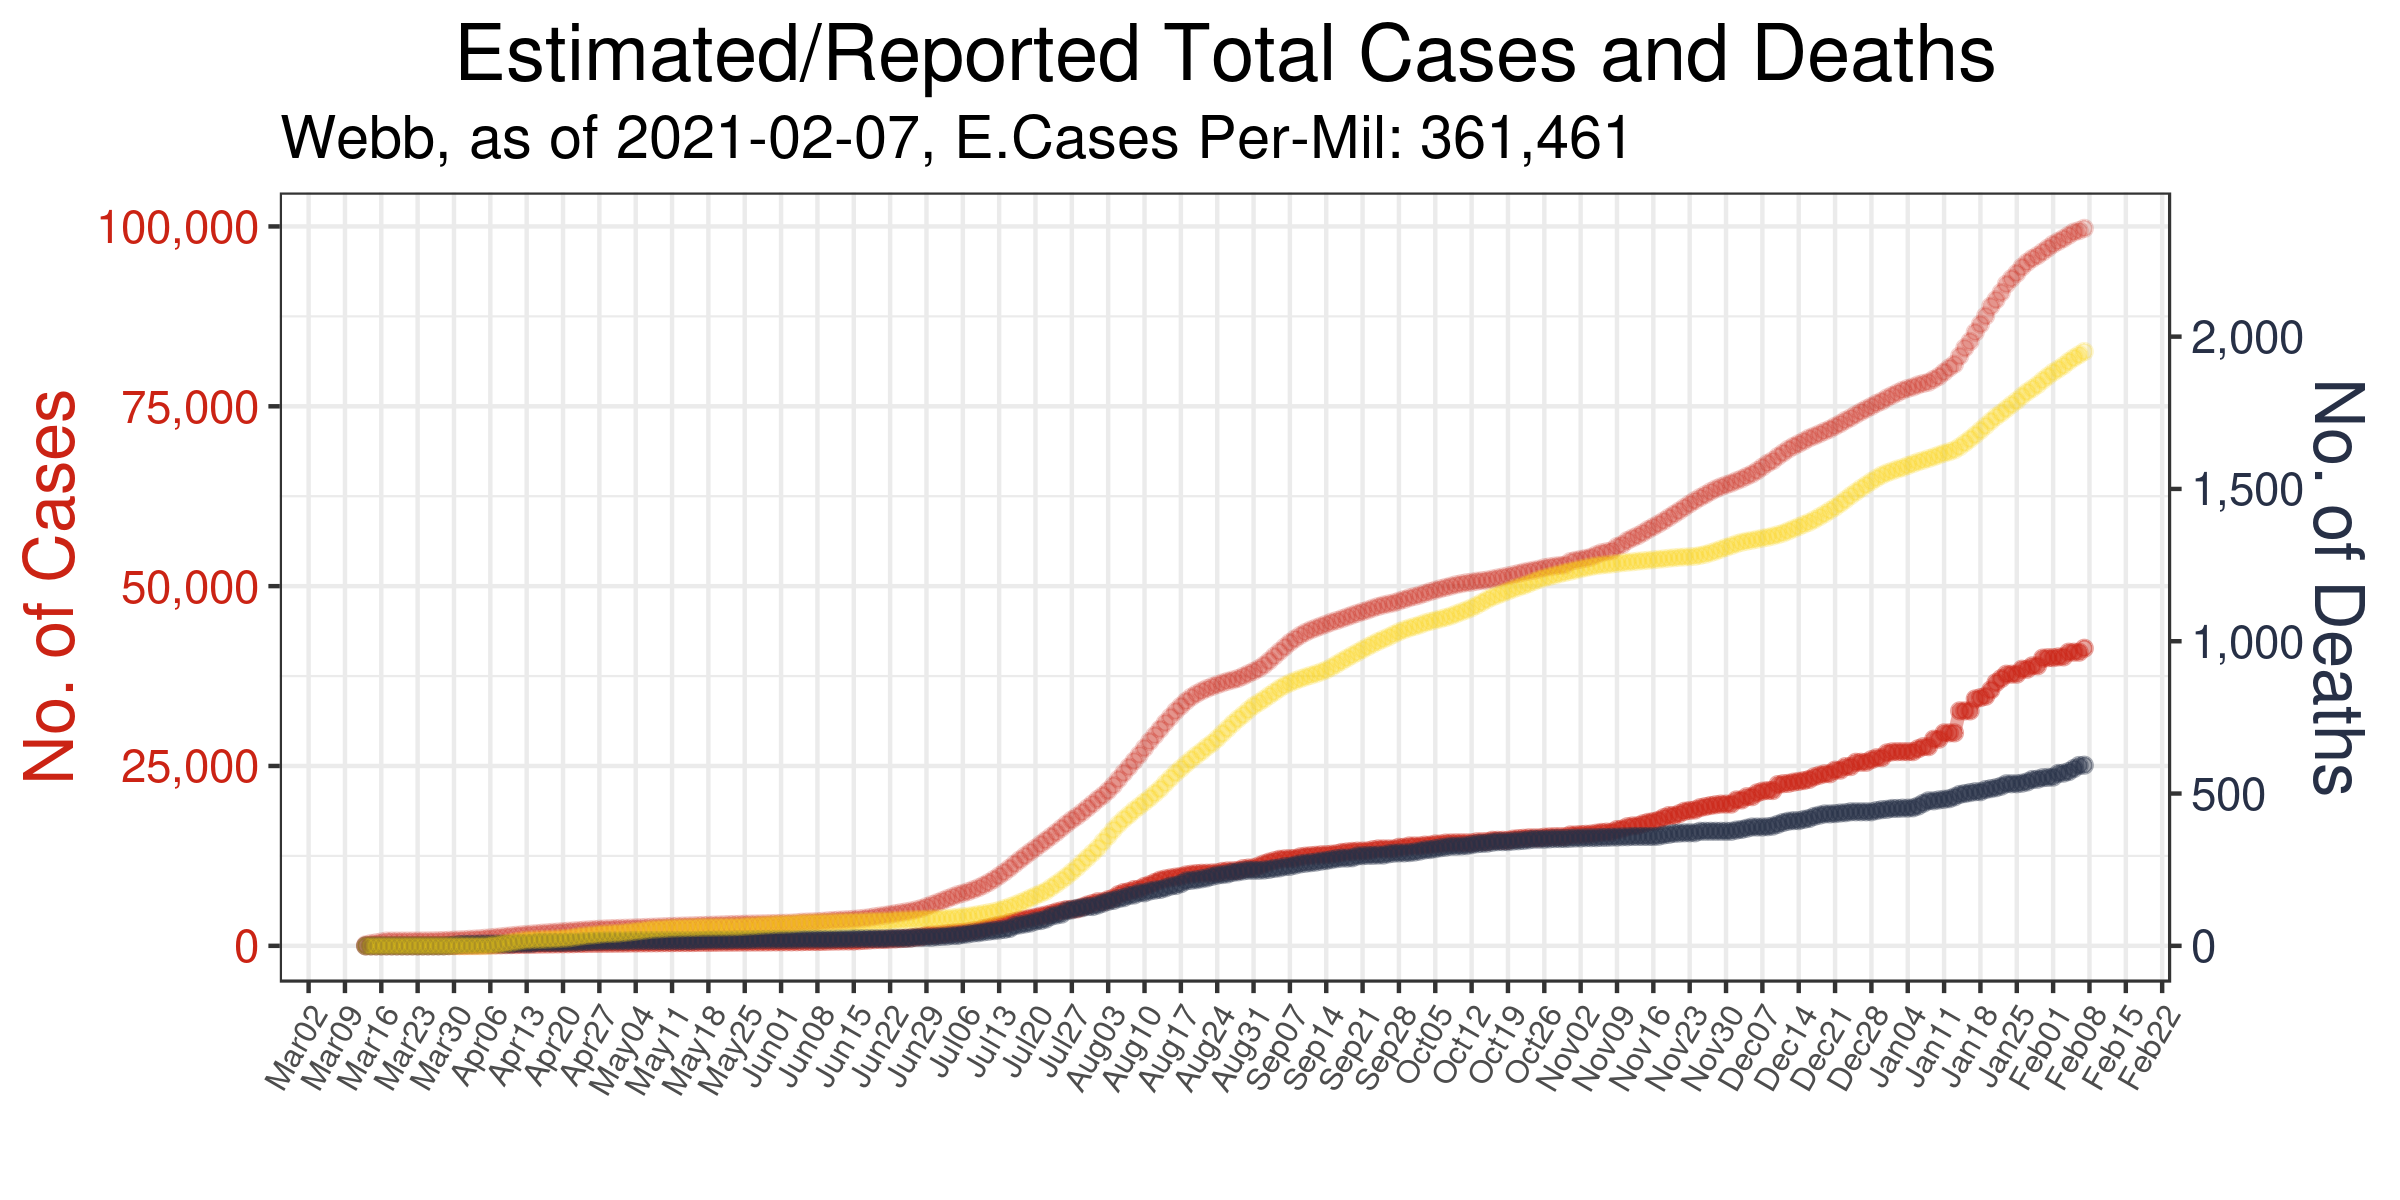 Estimated/Reported Total Cases and Deaths
Webb, as of 2021-02-07, E.Cases Per-Mil: 361,461
No. of Cases
100,000
75,000
50,000
25,000
0
No. of Deaths
2,000
1,500
1,000
500
0
Mar02
Mar09
Mar16
Mar23
Mar30
Apr06
Apr13
Apr20
Apr27
May04
May11
May18
May25
Jun01
Jun08
Jun15
Jun22
Jun29
Jul06
Jul13
Jul20
Jul27
Aug03
Aug10
Aug17
Aug24
Aug31
Sep07
Sep14
Sep21
Sep28
Oct05
Oct12
Oct19
Oct26
Nov02
Nov09
Nov16
Nov23
Nov30
Dec07
Dec14
Dec21
Dec28
Jan04
Jan11
Jan18
Jan25
Feb01
Feb08
Feb15
Feb22